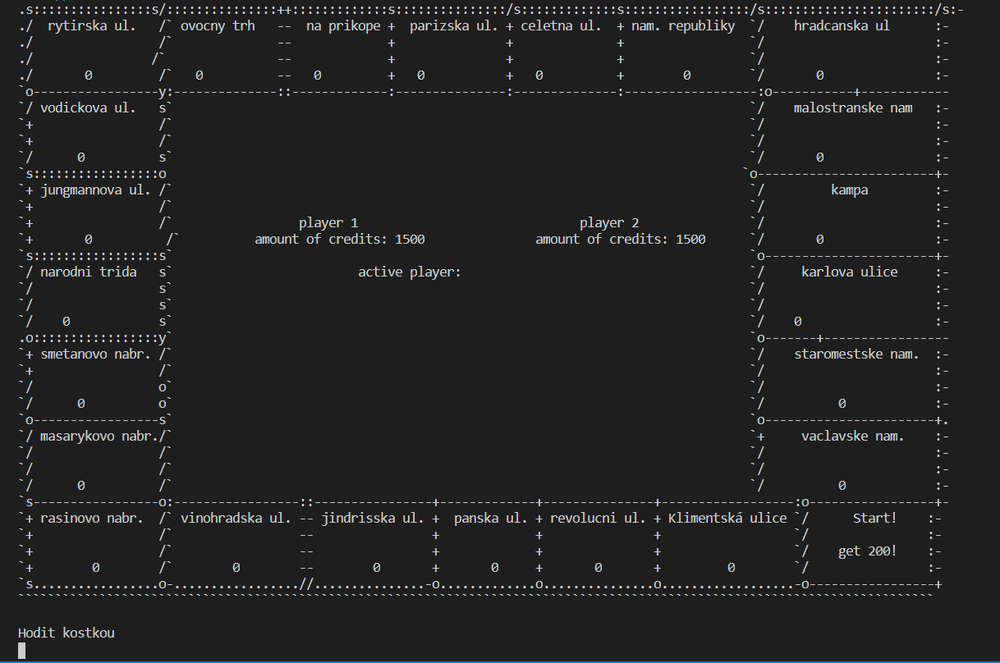 .s::::::::::::::::s/:::::::::::::::++:::::::::::::s:::::::::::::::/s:::::::::::::s:::::::::::::::::/s:::::::::::::::::::::::/s:-
./  rytirska ul.   /` ovocny trh   --  na prikope +  parizska ul. + celetna ul.  + nam. republiky  `/    hradcanska ul      :-
./                 /`              --             +               +              +                 `/                       :-
./                /`               --             +               +              +                 `/                       :-
./       0         /`   0          --   0         +   0           +   0          +        0        `/       0               :-
`o-----------------y:--------------::-------------:---------------:--------------:------------------:o-----------+------------
`/ vodickova ul.   s`                                                                              `/    malostranske nam   :-
`+                 /`                                                                              `/                       :-
`+                 /`                                                                              `/                       :-
`/      0          s`                                                                              `/       0               :-
`s:::::::::::::::::o                                                                              `o------------------------+-
`+ jungmannova ul. /`                                                                              `/         kampa         :-
`+                 /`                                                                              `/                       :-
`+                 /`                 player 1                              player 2               `/                       :-
`+       0          /`          amount of credits: 1500               amount of credits: 1500      `/       0               :-
`s:::::::::::::::::s`                                                                              `o-----------------------+-
`/ narodni trida   s`                         active player:                                       `/     karlova ulice     :-
`/                 s`                                                                              `/                       :-
`/                 s`                                                                              `/                       :-
`/    0            s`                                                                              `/    0                  :-
.o:::::::::::::::::y`                                                                              `o-------+-----------------
`+ smetanovo nabr. /`                                                                              `/    staromestske nam.  :-
`+                 /`                                                                              `/                       :-
`/                 o`                                                                              `/                       :-
`/      0          o`                                                                              `/          0            :-
`o-----------------s`                                                                              `o-----------------------+.
`/ masarykovo nabr./`                                                                              `+     vaclavske nam.    :-
`/                 /`                                                                              `/                       :-
`/                 /`                                                                              `/                       :-
`/      0          /`                                                                              `/          0            :-
`s-----------------o:-----------------::----------------+-------------+---------------+------------------:o-----------------+-
`+ rasinovo nabr.  /` vinohradska ul. -- jindrisska ul. +  panska ul. + revolucni ul. + Klimentská ulice `/      Start!    :-
`+                 /`                 --                +             +               +                  `/                :-
`+                 /`                 --                +             +               +                  `/    get 200!    :-
`+        0        /`        0        --        0       +       0     +       0       +         0        `/                :-
`s.................o-.................//...............-o.............o...............o..................-o-----------------+
````````````````````````````````````````````````````````````````````````````````````````````````````````````````````````````
Hodit kostkou